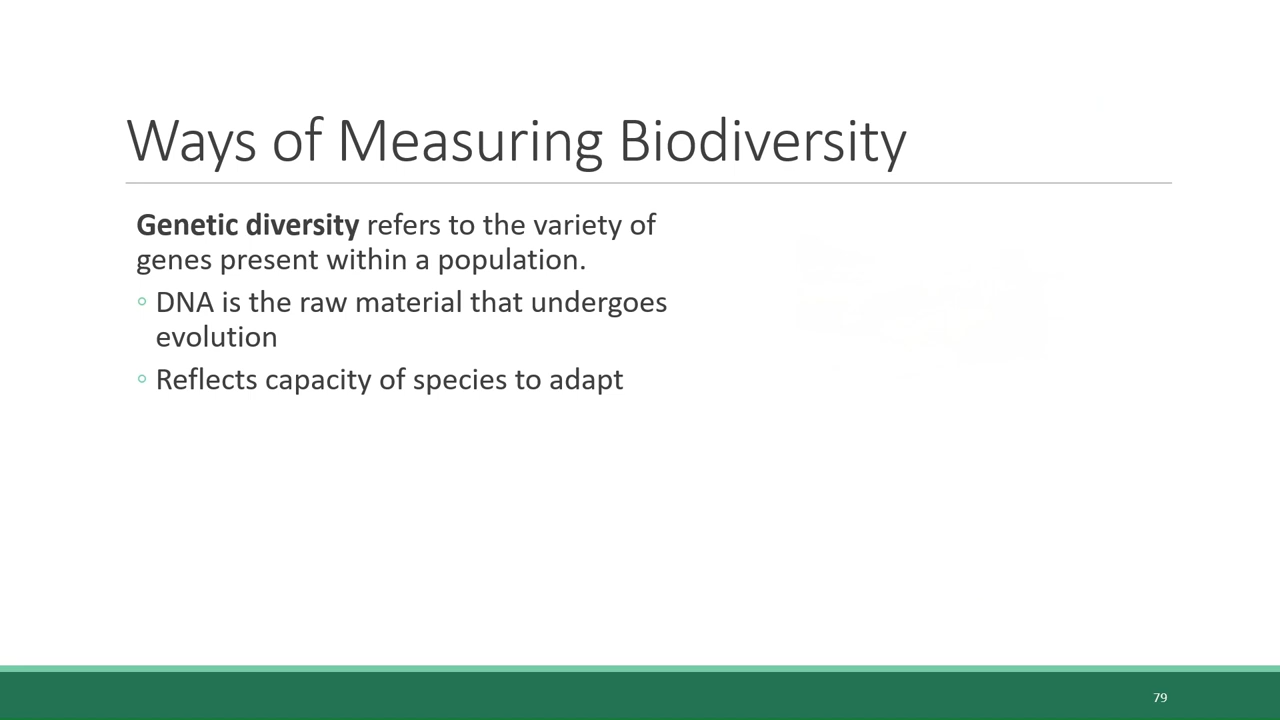 Ways of Measuring Biodiversity
Genetic diversity refers to the variety of
genes present within a population.
◦ DNA is the raw material that undergoes
evolution
◦ Reflects capacity of species to adapt
79